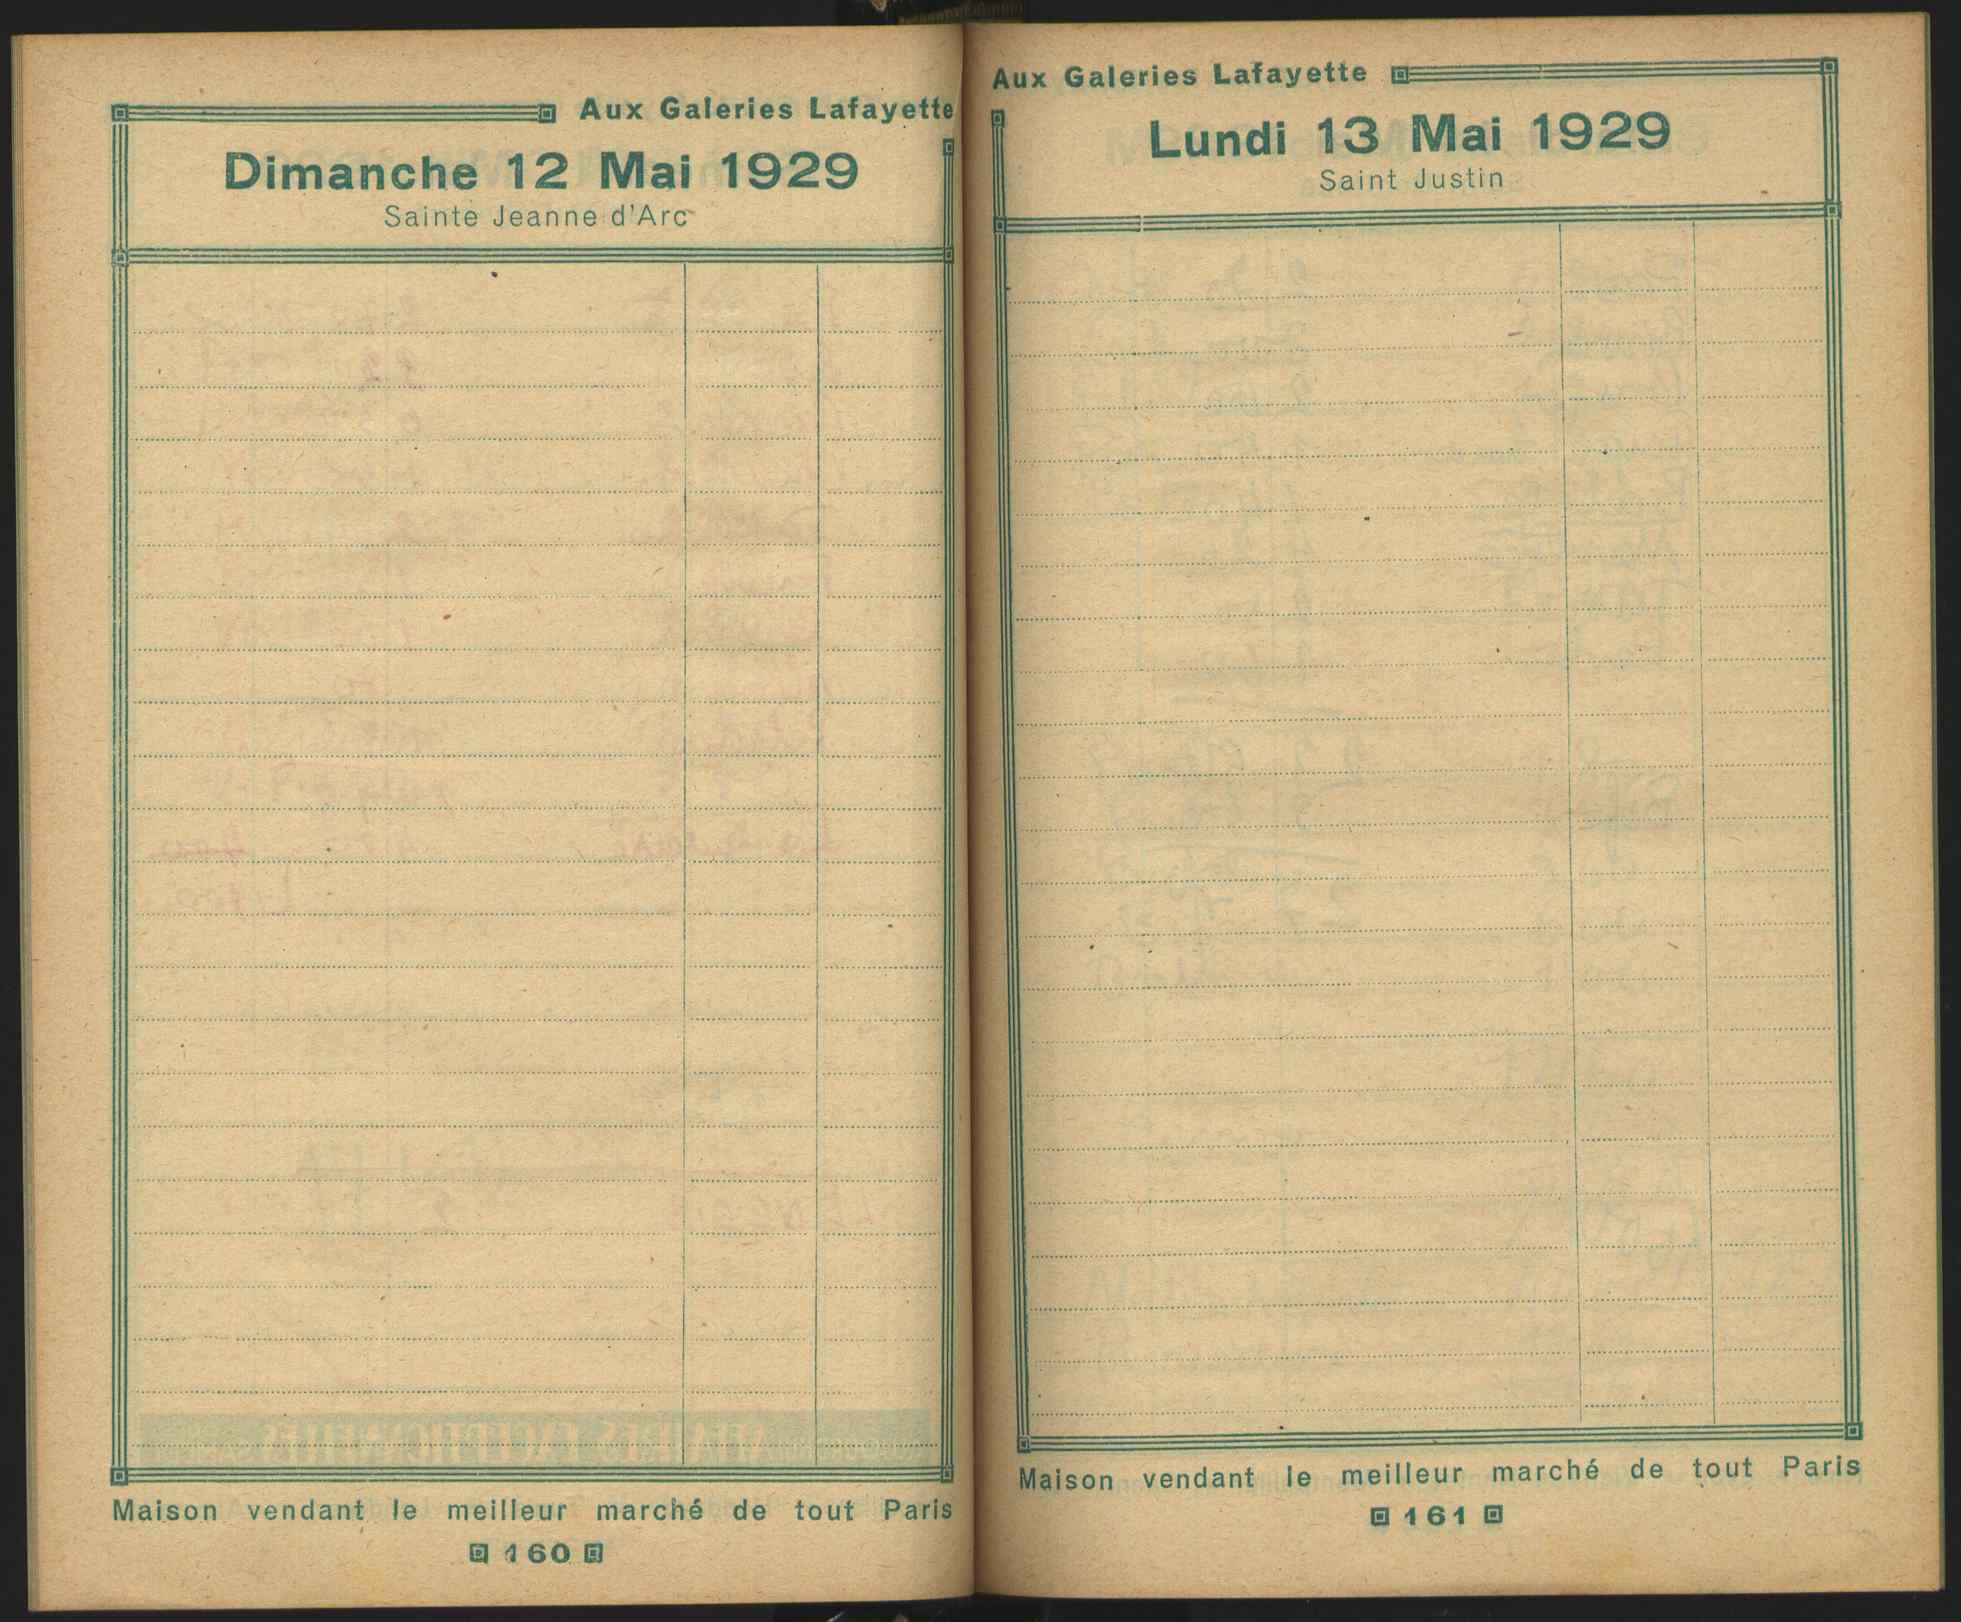 Aux Galeries Lafayette
Dimanche 12 Mai 1929
Sainte Jeanne d'Arc
Maison vendant le meilleur marché de tout Paris
160
Aux Galeries Lafayette
Lundi 13 Mai 1929
Saint Justin
Maison vendant le meilleur marché de tout Paris
161